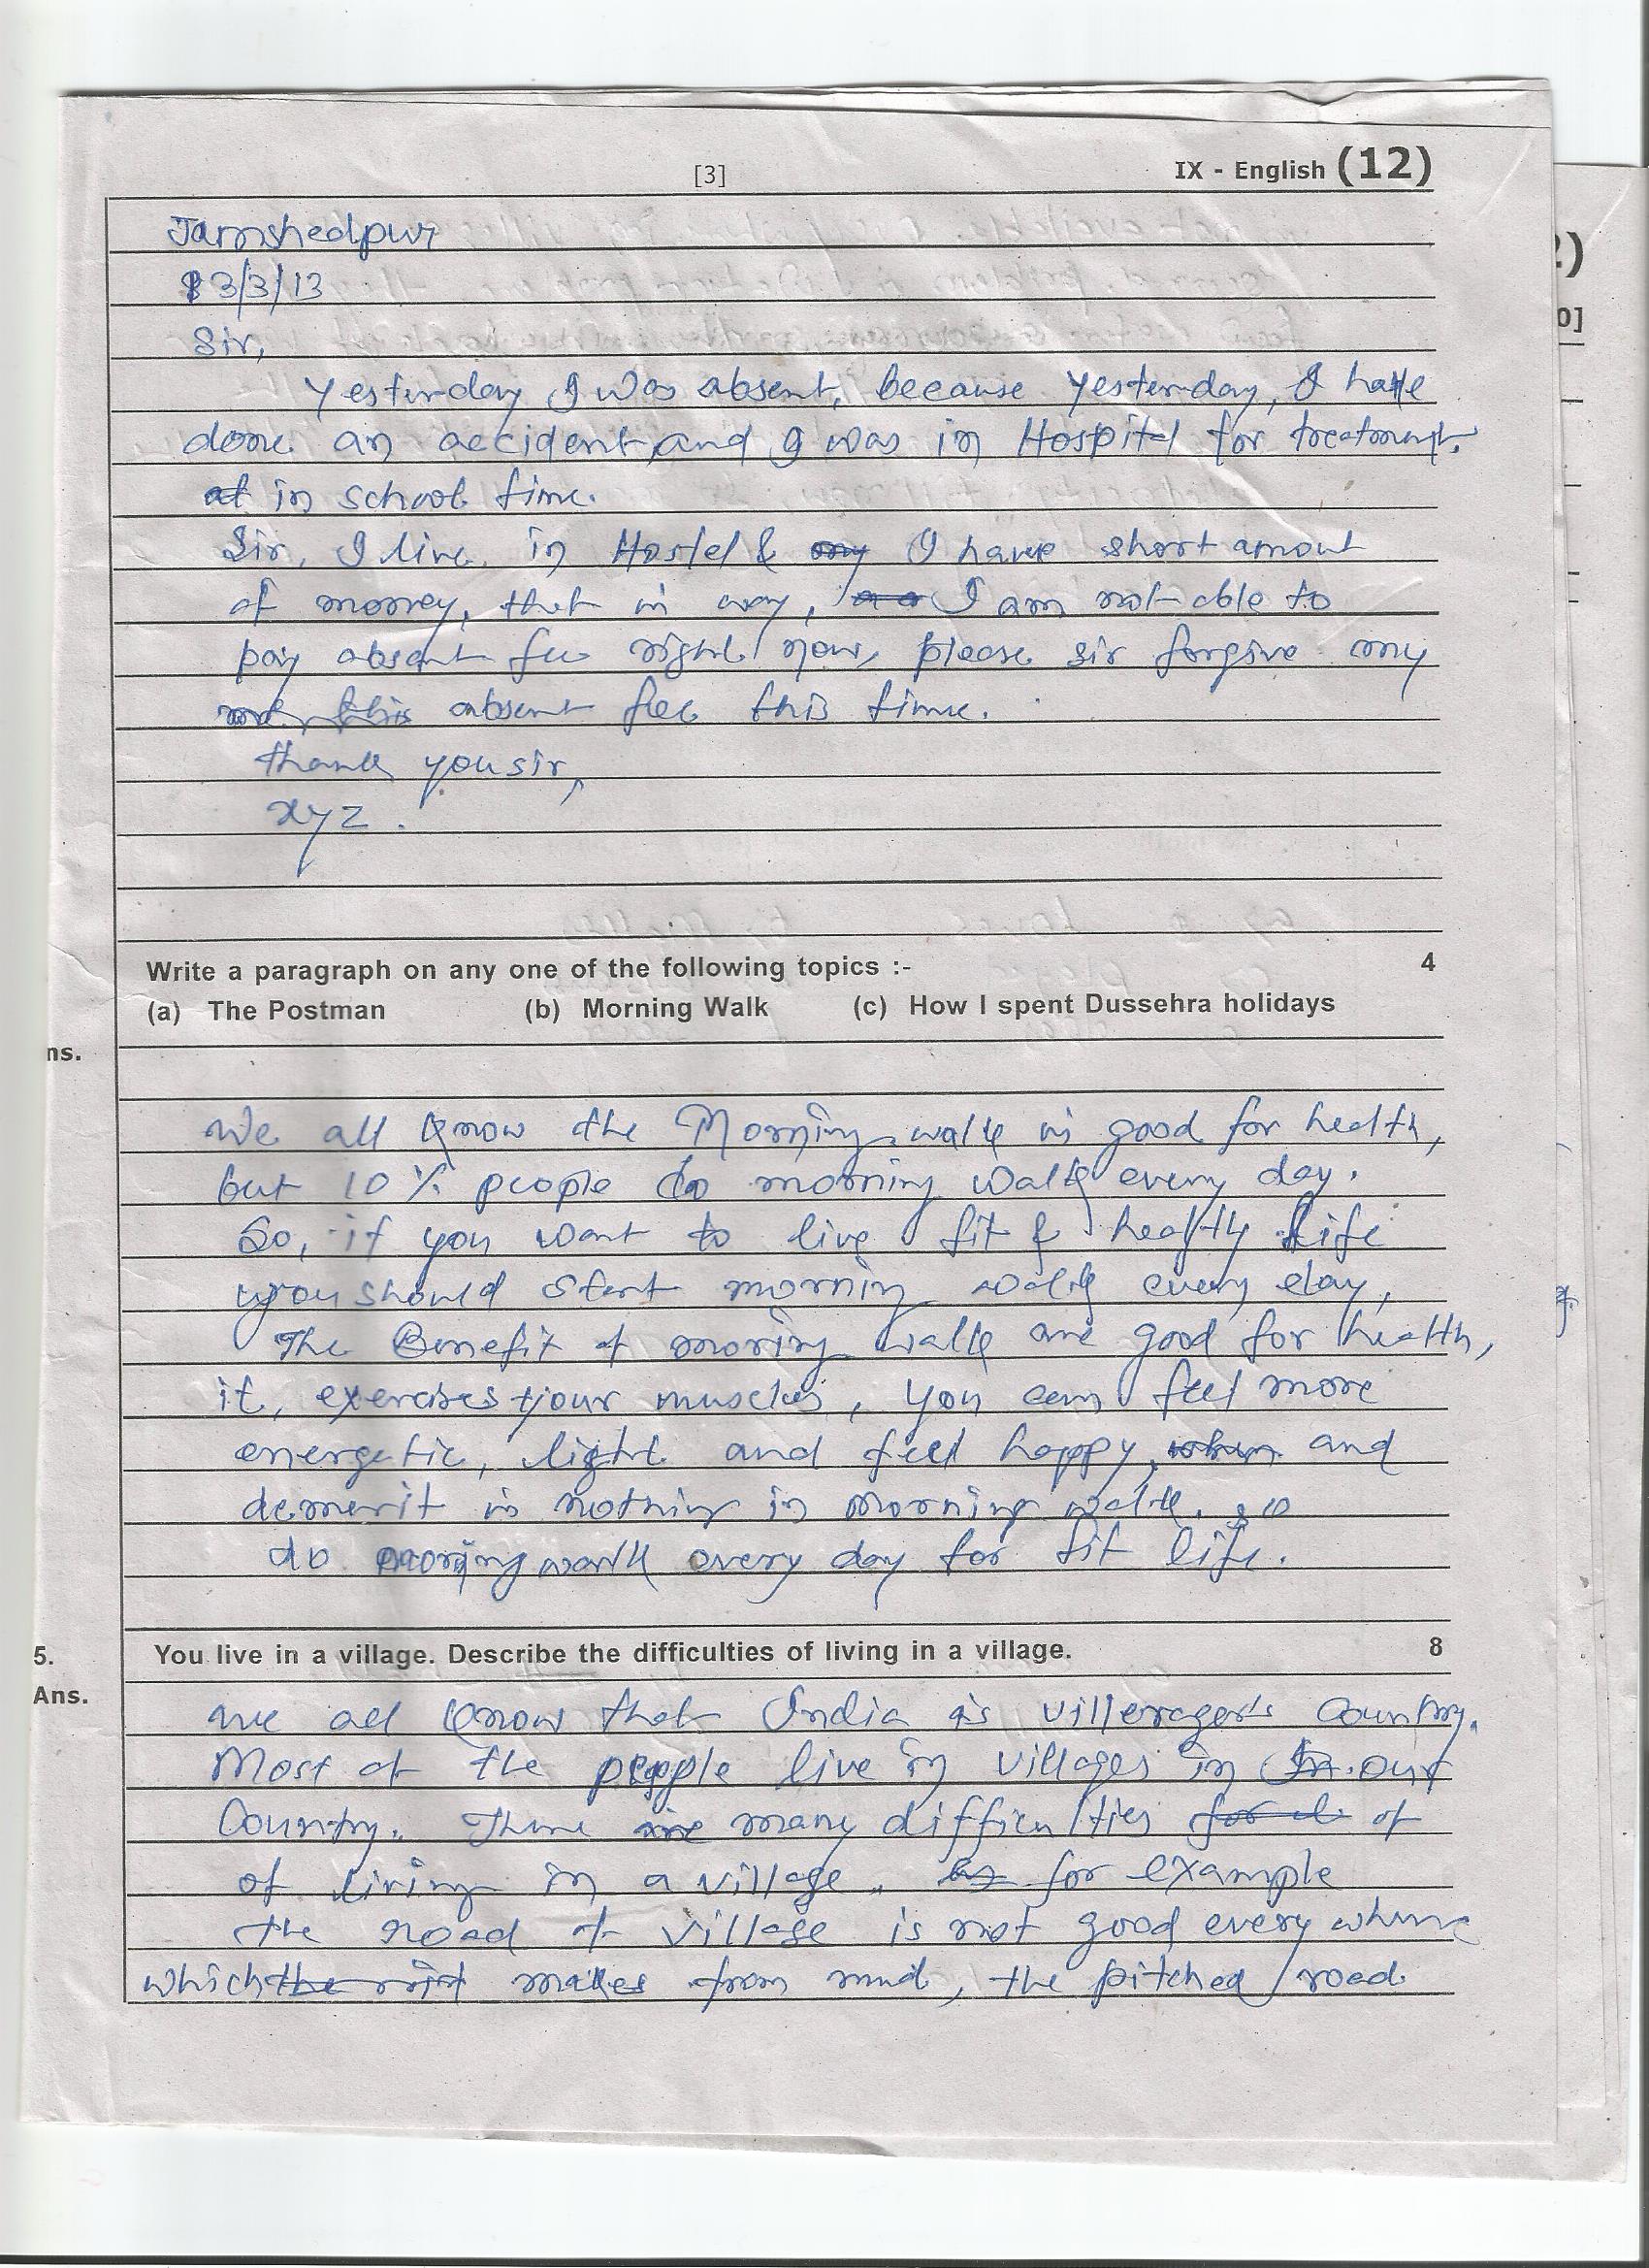 [3]
IX - English (12)
Jamshedpur
3/3/13
Sir,
Yesterday I was absent, because yesterday, I have
done an accident, and I was in Hospitel for treatment.
at in school time.
Sir, I live in Hostel & my I have short amount
of money, that in way, I am not able to
pay absent fee right now, please sir forgive my
absent fee this time.
thank you sir,
xyz.
Write a paragraph on any one of the following topics :- 4
(a) The Postman (b) Morning Walk (c) How I spent Dussehra holidays
ns.
We all know the Morning walk is good for health,
but 10% people do morning walk every day.
So, if you want to live fit & healty life
you should start morning walk every day,
The Benefit of moring walk are good for health,
it, exercises your muscles, you can feel more
energetic, light and feel happy, and
demerit is nothing in morning walk. so
do morning walk every day for fit life.
5. You live in a village. Describe the difficulties of living in a village. 8
Ans.
We all know that India is country.
Most of the people live in villages in our
Country. There are many difficulties of
of living in a village. for example
the road of village is not good every where
which makes from mud, the pitched road
2)
0]